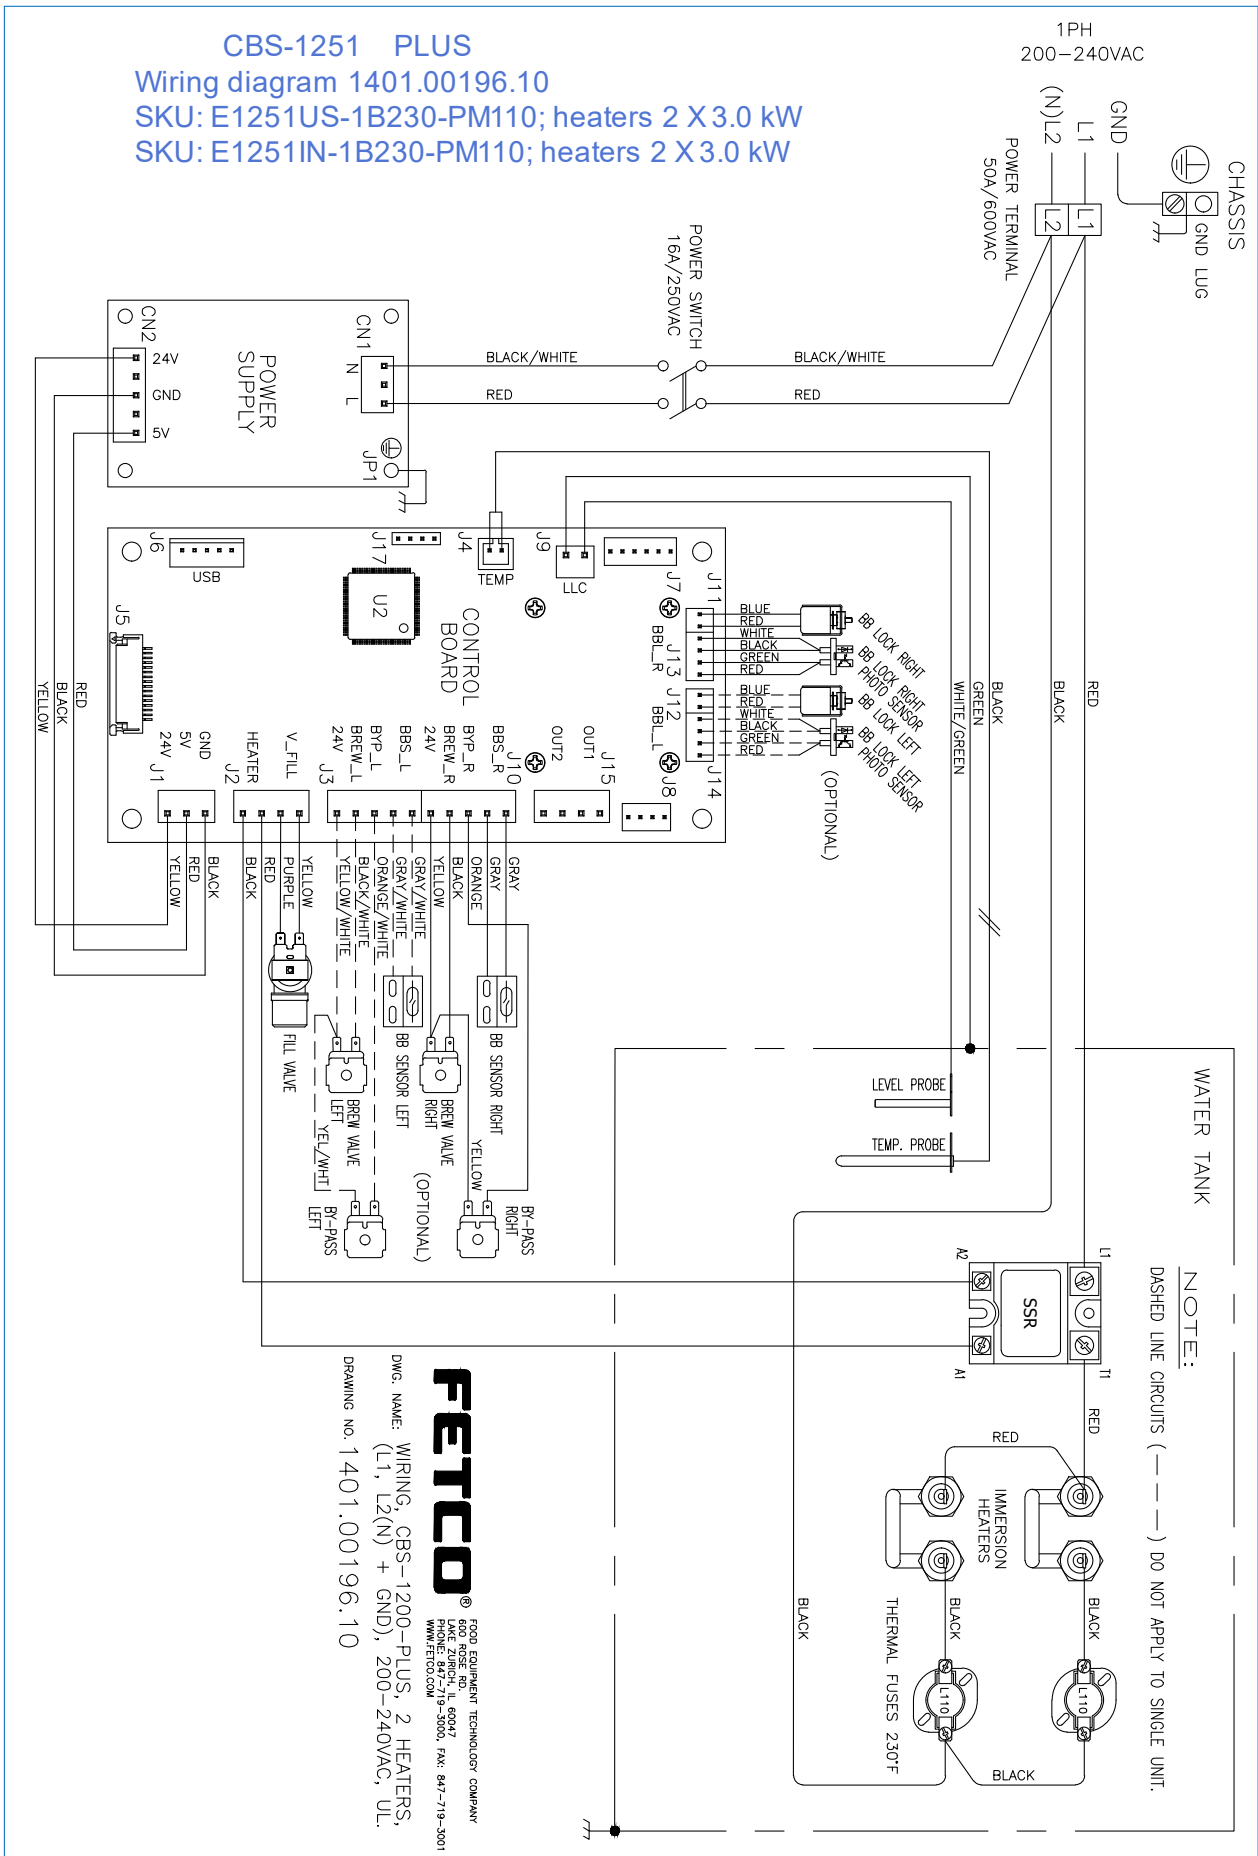 CBS-1251 PLUS
Wiring diagram 1401.00196.10
SKU: E1251US-1B230-PM110; heaters 2 X 3.0 kW
SKU: E1251IN-1B230-PM110; heaters 2 X 3.0 kW
1PH
200-240VAC
(N)L2
L1
GND
CHASSIS
GND LUG
L1
L2
POWER TERMINAL
50A/600VAC
POWER SWITCH
16A/250VAC
BLACK/WHITE
BLACK/WHITE
RED
RED
CN2
24V
GND
5V
POWER
SUPPLY
CN1
N
L
JP1
J6
USB
J17
J4
TEMP
J9
LLC
J7
J11
U2
J5
CONTROL
BOARD
BBL_R
J13
J12
BBL_L
J14
J8
BLUE
RED
WHITE
BLACK
GREEN
RED
BLUE
RED
WHITE
BLACK
GREEN
RED
BB LOCK RIGHT
BB LOCK RIGHT
PHOTO SENSOR
BB LOCK LEFT
BB LOCK LEFT
PHOTO SENSOR
(OPTIONAL)
WHITE/GREEN
GREEN
BLACK
BLACK
RED
YELLOW
BLACK
RED
J1
24V
5V
GND
J2
HEATER
V_FILL
J3
24V
BREW_L
BYP_L
BBS_L
24V
BREW_R
BYP_R
BBS_R
J10
OUT2
OUT1
J15
YELLOW
RED
BLACK
BLACK
RED
PURPLE
YELLOW
YELLOW/WHITE
BLACK/WHITE
ORANGE/WHITE
GRAY/WHITE
GRAY/WHITE
YELLOW
BLACK
ORANGE
GRAY
GRAY
FILL VALVE
BREW VALVE
LEFT
BB SENSOR LEFT
BREW VALVE
RIGHT
BB SENSOR RIGHT
YEL/WHT
YELLOW
BY-PASS
LEFT
(OPTIONAL)
BY-PASS
RIGHT
LEVEL PROBE
TEMP. PROBE
WATER TANK
A2
L1
SSR
A1
T1
NOTE:
DASHED LINE CIRCUITS (— — —) DO NOT APPLY TO SINGLE UNIT.
RED
RED
IMMERSION
HEATERS
BLACK
BLACK
BLACK
THERMAL FUSES 230°F
L110
L110
BLACK
FETCO®
FOOD EQUIPMENT TECHNOLOGY COMPANY
600 ROSE RD.
LAKE ZURICH, IL 60047
PHONE: 847-719-3000, FAX: 847-719-3001
WWW.FETCO.COM
DWG. NAME: WIRING, CBS-1200-PLUS, 2 HEATERS,
(L1, L2(N) + GND), 200-240VAC, UL.
DRAWING NO. 1401.00196.10